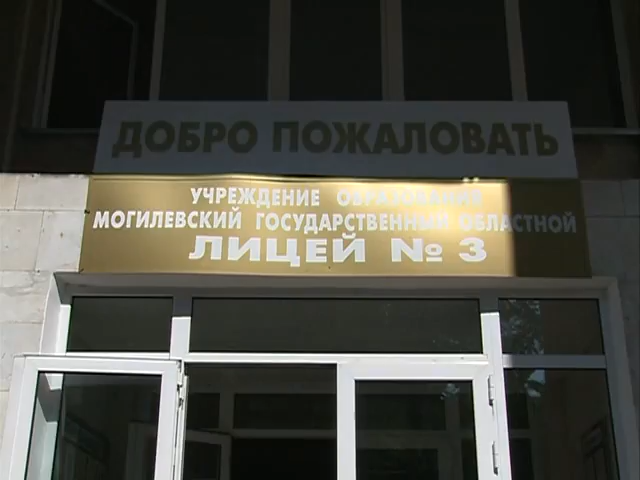 ДОБРО ПОЖАЛОВАТЬ
УЧРЕЖДЕНИЕ ОБРАЗОВАНИЯ
МОГИЛЕВСКИЙ ГОСУДАРСТВЕННЫЙ ОБЛАСТНОЙ
ЛИЦЕЙ № 3